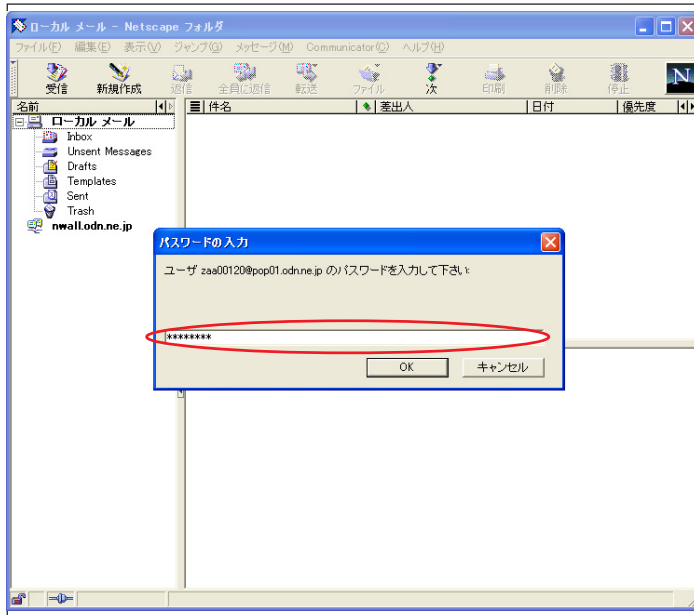 ローカル メール - Netscape フォルダ
ファイル(F) 編集(E) 表示(V) ジャンプ(G) メッセージ(M) Communicator(C) ヘルプ(H)
受信 新規作成 返信 全員に返信 転送 ファイル 次 印刷 削除 停止 N
名前 件名 差出人 日付 優先度
ローカル メール
Inbox
Unsent Messages
Drafts
Templates
Sent
Trash
nwall.odn.ne.jp
パスワードの入力
ユーザ zaa00120@pop01.odn.ne.jp のパスワードを入力して下さい:
********
OK キャンセル